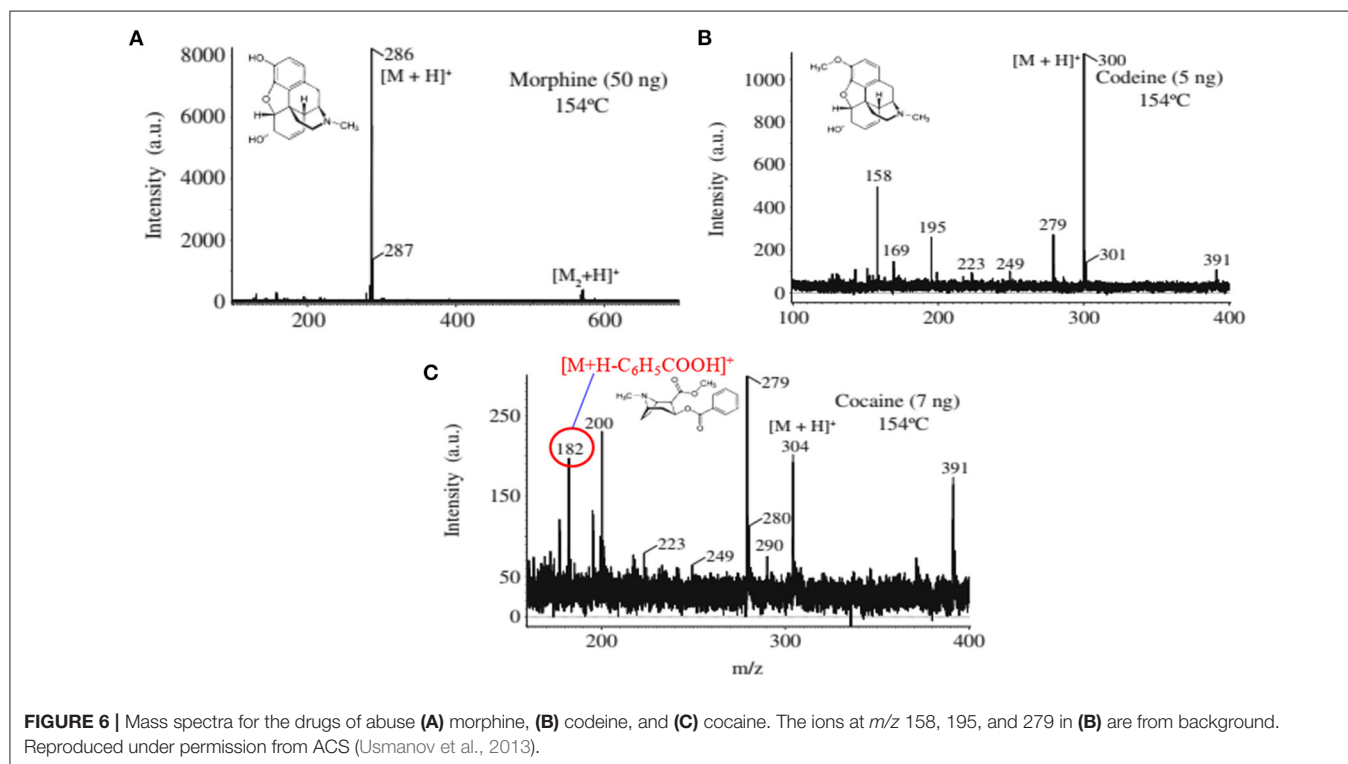 A
8000
6000
4000
2000
0
Intensity (a.u.)
HO
O
H
H
HO
N
CH₃
286
[M + H]⁺
Morphine (50 ng)
154ºC
287
[M₂+H]⁺
200
400
600
B
1000
800
600
400
200
0
Intensity (a.u.)
H₃C
O
O
H
H
HO
N
CH₃
[M + H]⁺
300
Codeine (5 ng)
154ºC
158
169
195
223
249
279
301
391
100
200
300
400
C
[M+H-C₆H₅COOH]⁺
250
150
50
0
Intensity (a.u.)
H₃C
N
O
O
CH₃
O
O
182
200
223
249
279
280
290
[M + H]⁺
304
Cocaine (7 ng)
154ºC
391
200
300
400
m/z
FIGURE 6 | Mass spectra for the drugs of abuse (A) morphine, (B) codeine, and (C) cocaine. The ions at m/z 158, 195, and 279 in (B) are from background.
Reproduced under permission from ACS (Usmanov et al., 2013).